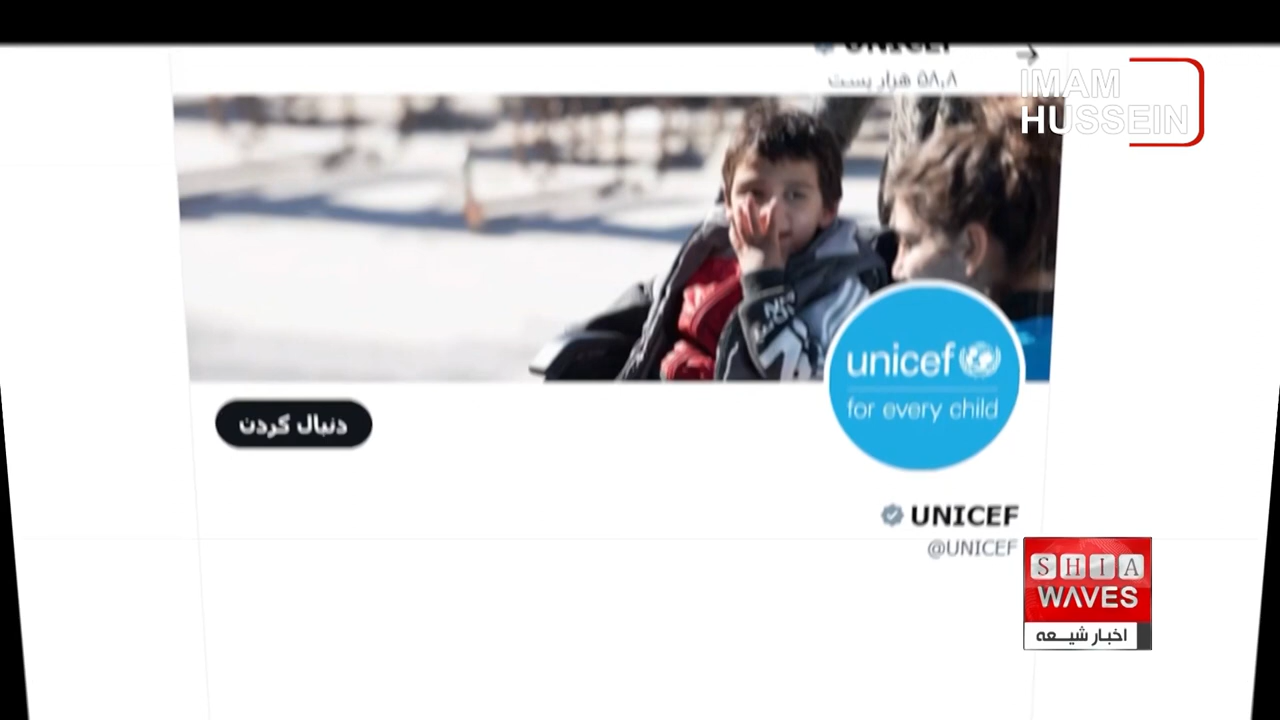 UNICEF
۵۸٫۸ هزار پست
IMAM
HUSSEIN
unicef
for every child
دنبال کردن
UNICEF
@UNICEF
SHIA
WAVES
اخبار شیعه